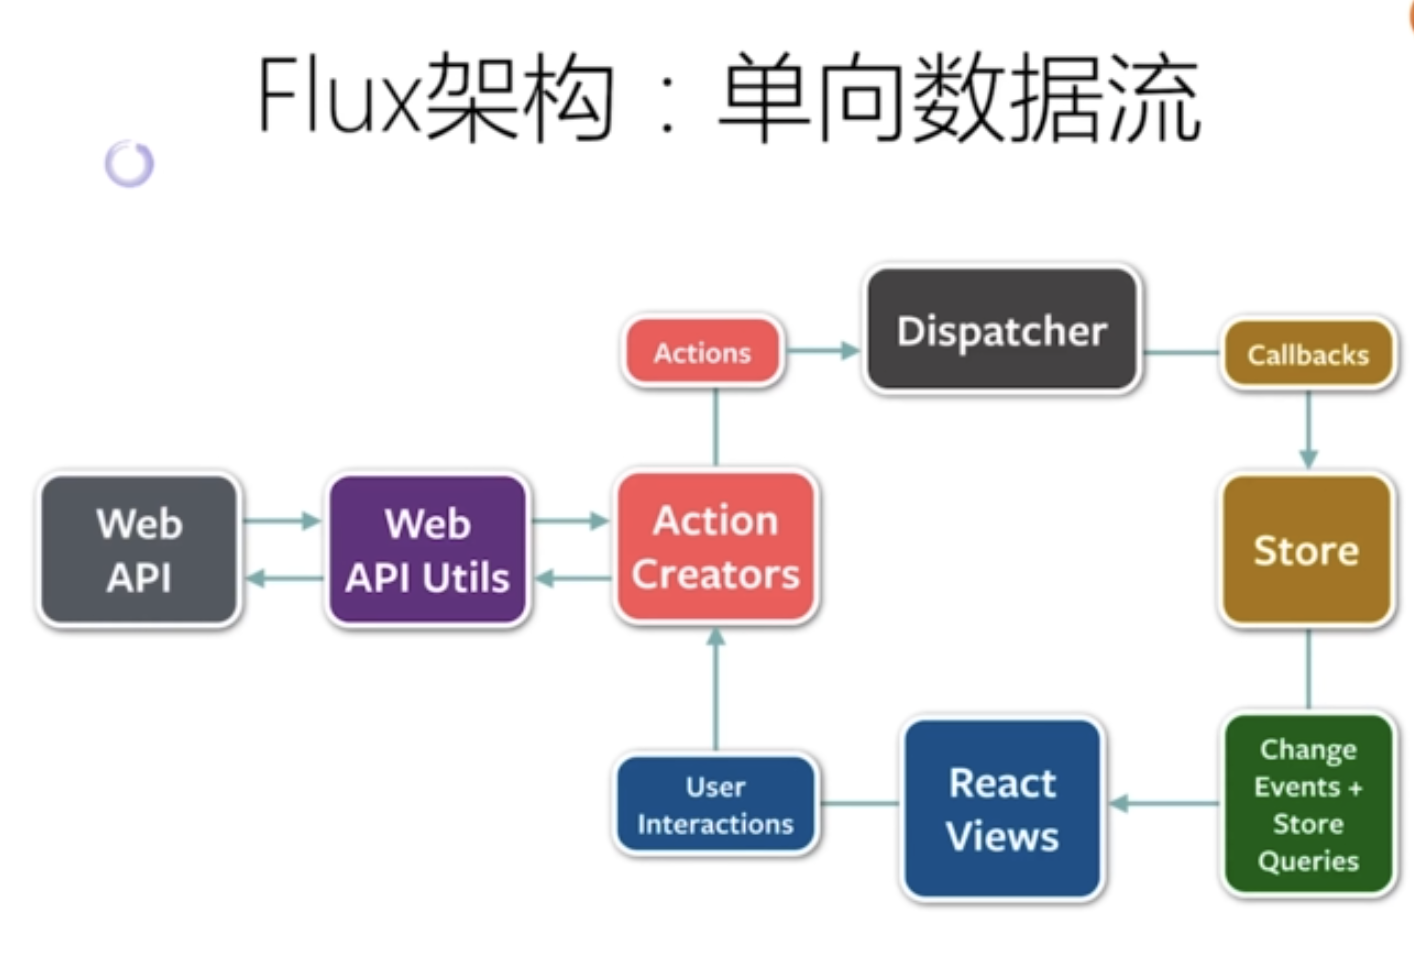 Flux架构：单向数据流
Actions
Dispatcher
Callbacks
Web
API
Web
API Utils
Action
Creators
Store
User
Interactions
React
Views
Change
Events +
Store
Queries